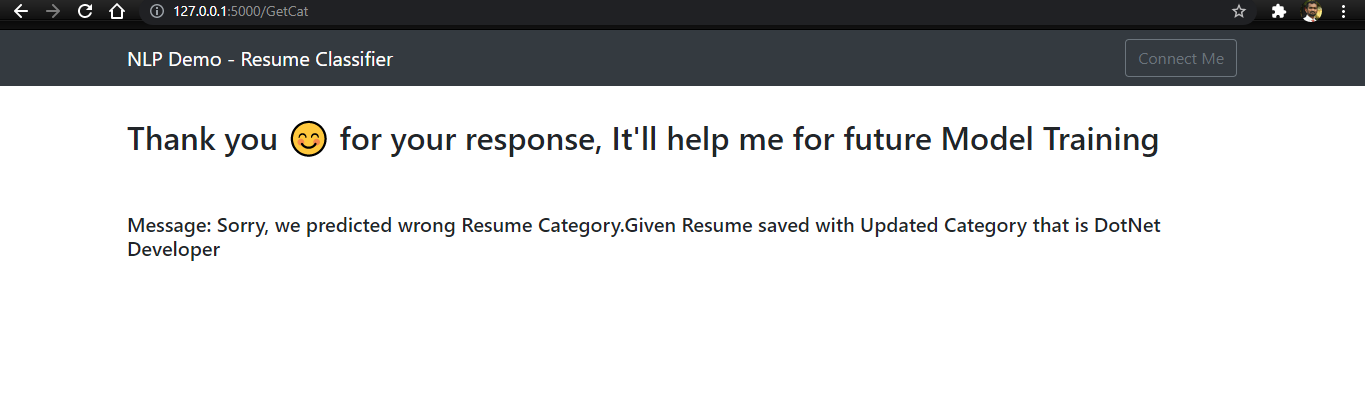 127.0.0.1:5000/GetCat
NLP Demo - Resume Classifier
Connect Me
Thank you 😊 for your response, It'll help me for future Model Training
Message: Sorry, we predicted wrong Resume Category.Given Resume saved with Updated Category that is DotNet
Developer